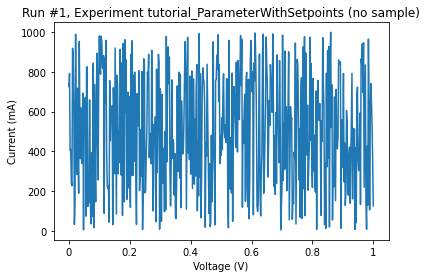 Run #1, Experiment tutorial_ParameterWithSetpoints (no sample)
1000
800
600
400
200
0
Current (mA)
0 0.2 0.4 0.6 0.8 1
Voltage (V)